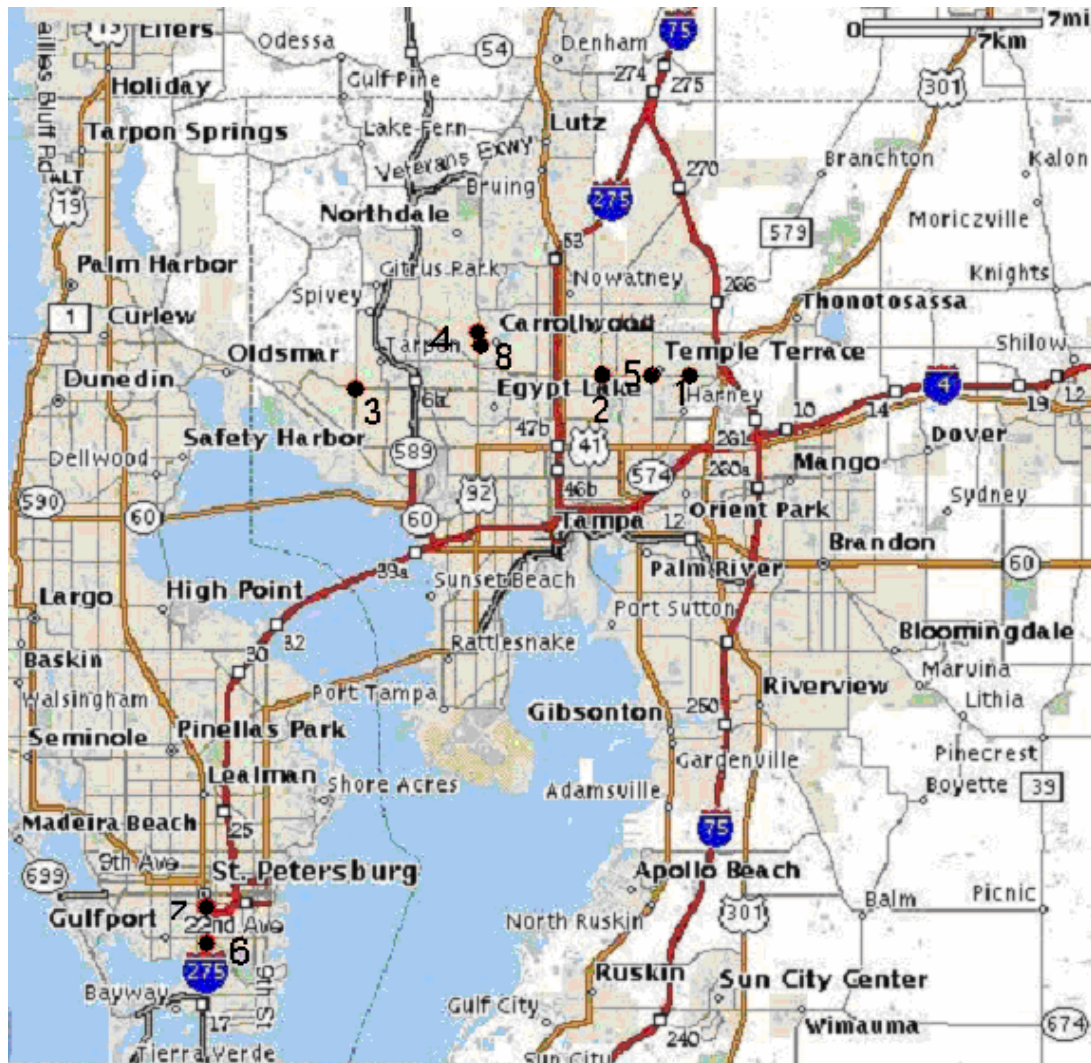 19 Elfers
Odessa
54
Denham
75
0 7mi
7km
274
275
301
Gulf Pine
Holiday
Tarpon Springs
Lake Fern
Lutz
Veterans Expy
Bruing
270
Branchton
Kalon
ALT
19
275
Moriczville
Northdale
579
53
Palm Harbor
Citrus Park
Nowatney
Knights
266
Spivey
Thonotosassa
1
Curlew
4
Carrollwood
Oldsmar
Tarpon
8
Temple Terrace
Shilow
Dunedin
3
6a
Egypt Lake
2
5
1
Harney
4
10
14
19
12
Safety Harbor
47b
41
261
Dover
589
Dellwood
574
260a
Mango
590
92
46b
Sydney
60
60
Tampa
12
Orient Park
Brandon
39a
High Point
Sunset Beach
Palm River
60
Largo
Port Sutton
32
Bloomingdale
30
Rattlesnake
Baskin
Marvina
Walsingham
Port Tampa
Riverview
Lithia
250
Gibsonton
Pinellas Park
Seminole
Pinecrest
Gardenville
Lealman
Shore Acres
Adamsville
Boyette
39
Madeira Beach
25
75
9th Ave
St. Petersburg
Apollo Beach
699
Picnic
7
Balm
Gulfport
22nd Ave
North Ruskin
301
6
275
9th St
Ruskin
Sun City Center
Bayway
Gulf City
17
Wimauma
674
240
Tierra Verde
Sun City